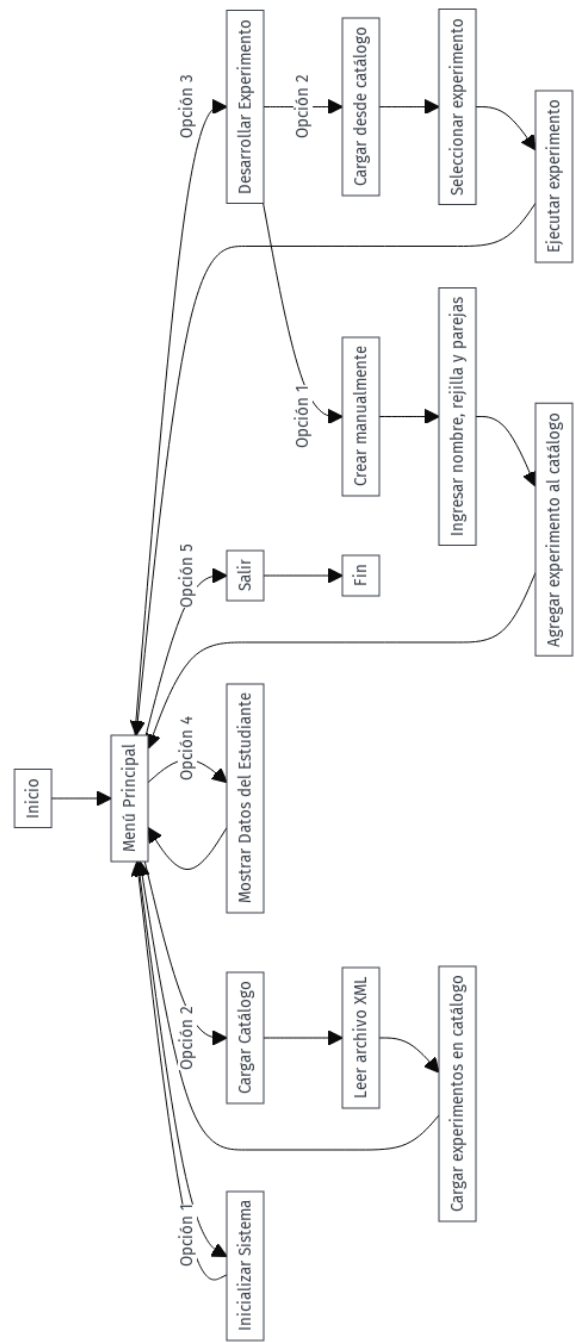 Inicio
Menú Principal
Opción 1
Opción 2
Opción 4
Opción 5
Opción 3
Inicializar Sistema
Cargar Catálogo
Mostrar Datos del Estudiante
Salir
Desarrollar Experimento
Opción 1
Opción 2
Leer archivo XML
Fin
Crear manualmente
Cargar desde catálogo
Cargar experimentos en catálogo
Ingresar nombre, rejilla y parejas
Seleccionar experimento
Agregar experimento al catálogo
Ejecutar experimento